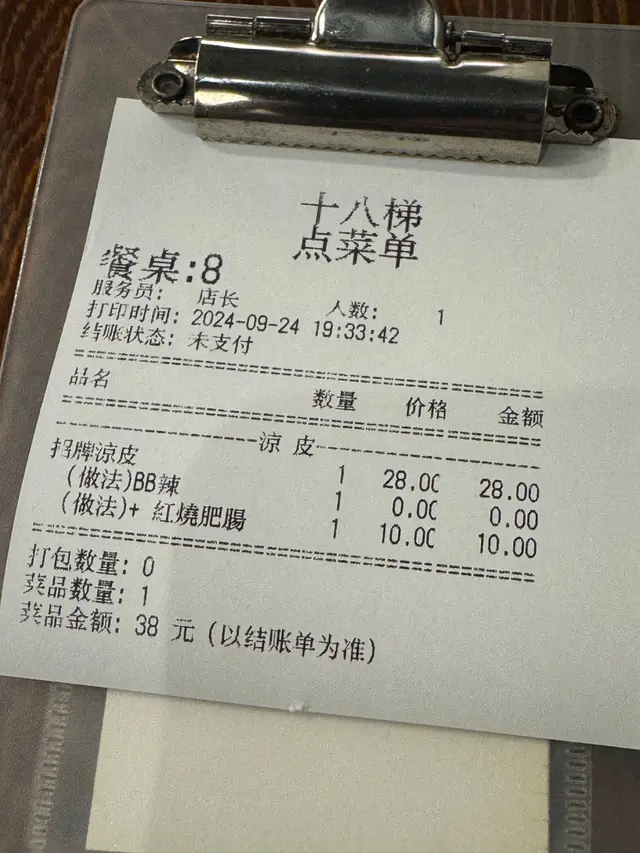 十八梯
点菜单
餐桌:8
服务员: 店长 人数: 1
打印时间: 2024-09-24 19:33:42
结账状态: 未支付
品名 数量 价格 金额
涼皮
招牌涼皮 1 28.00 28.00
(做法)BB辣 1 0.00 0.00
(做法)+ 紅燒肥腸 1 10.00 10.00
打包数量: 0
菜品数量: 1
菜品金额: 38 元 (以结账单为准)